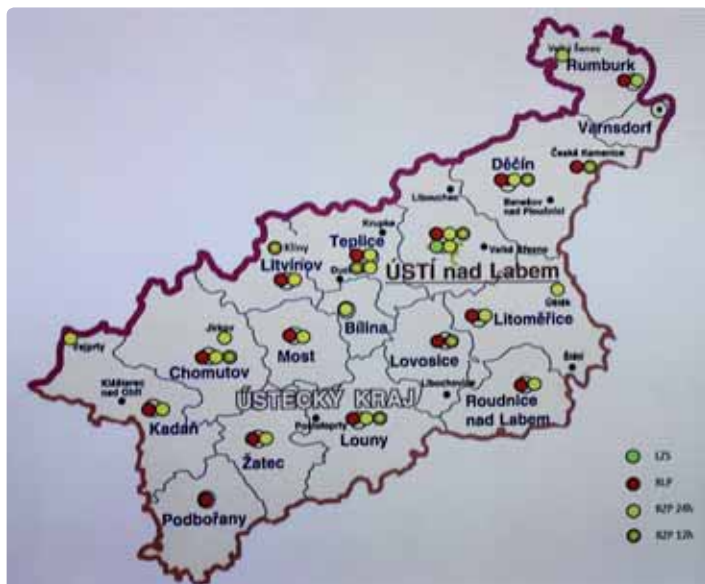 Velký Šenov
Rumburk
Varnsdorf
Česká Kamenice
Děčín
Libouchec
Benešov
nad Ploučnicí
Krupka
Teplice
Velké Březno
ÚSTÍ nad Labem
Klíny
Litvínov
Duchcov
Bílina
Úštěk
Litoměřice
Jirkov
Most
Lovosice
Vejprty
Chomutov
Štětí
Klášterec
nad Ohří
Libochovice
Roudnice
nad Labem
ÚSTECKÝ KRAJ
Kadaň
Postoloprty
Louny
Žatec
Podbořany
LZS
RLP
RZP 24h
RZP 12h